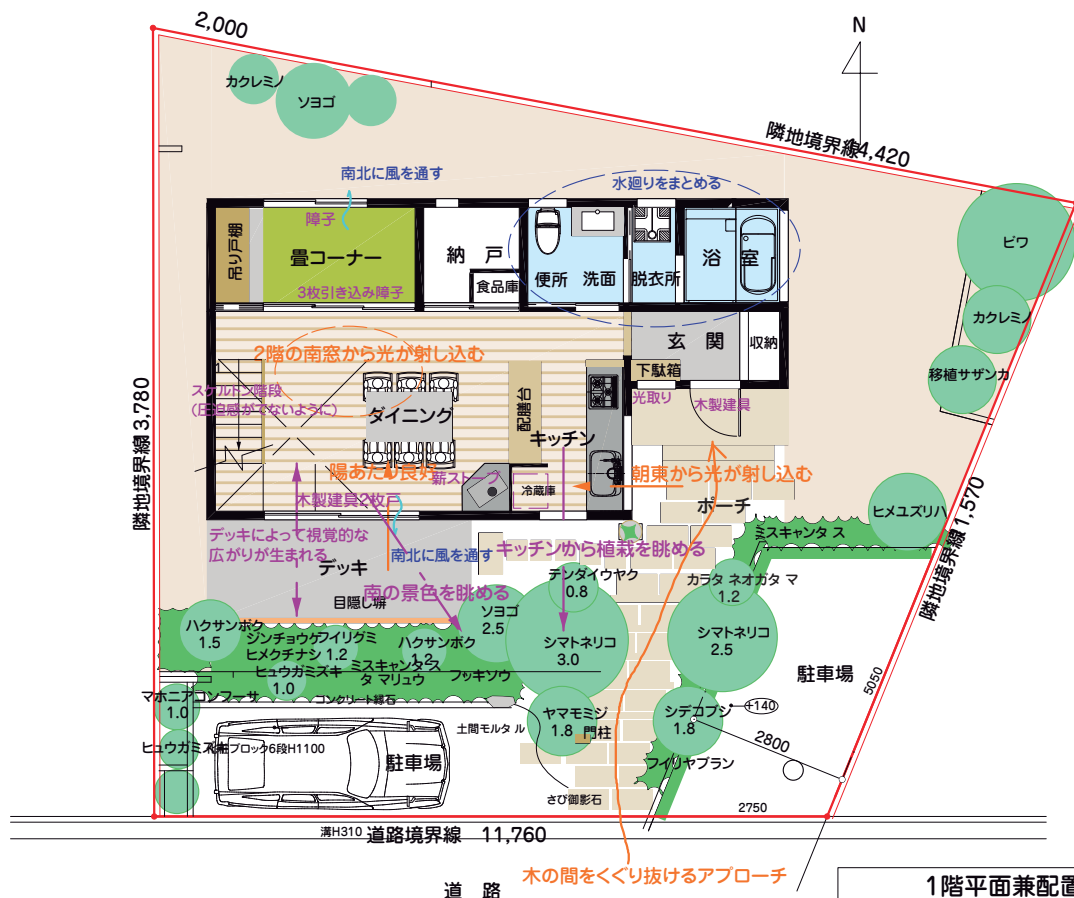 2,000
N
カクレミノ
ソヨゴ
隣地境界線
4,420
南北に風を通す
水廻りをまとめる
障子
吊り戸棚
畳コーナー
3枚引き込み障子
納 戸
食品庫
便所
洗面
脱衣所
浴 室
ビワ
カクレミノ
移植サザンカ
玄 関
収納
下駄箱
光取り
木製建具
2階の南窓から光が射し込む
スケルトン階段
(圧迫感がでないように)
ダイニング
配膳台
キッチン
陽あたり良好
薪ストーブ
冷蔵庫
朝東から光が射し込む
木製建具2枚戸
ポーチ
隣地境界線 3,780
隣地境界線 1,570
デッキによって視覚的な
広がりが生まれる。
デッキ
南北に風を通す
キッチンから植栽を眺める
南の景色を眺める
目隠し塀
ヒメユズリハ
ミスキャンタ ス
カラタ ネオガタ マ
1.2
テンダイウヤク
0.8
ソヨゴ
2.5
シマトネリコ
3.0
シマトネリコ
2.5
ハクサンボク
1.5
ジンチョウゲ
ヒメクチナシ
フイリグミ
1.2
ハクサンボク
1.2
ヒュウガミズキ
1.0
ミスキャンタス
タ マリュウ
フッキソウ
コンクリート縁石
マホニアコンフーサ
1.0
ヒュウガミズキ
ブロック6段H1100
駐車場
土間モルタ ル
ヤマモミジ
1.8
門柱
さび御影石
シデコブシ
1.8
フイリヤブラン
駐車場
+140
5050
2800
2750
溝H310
道路境界線 11,760
木の間をくぐり抜けるアプローチ
道 路
1階平面兼配置